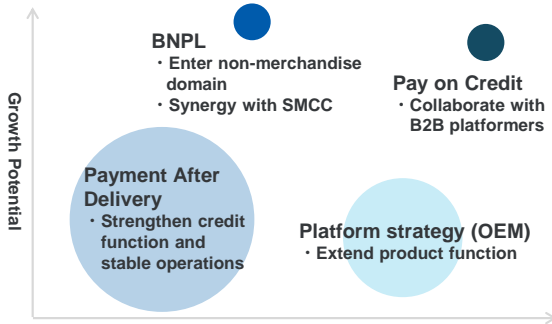 Growth Potential
BNPL
・Enter non-merchandise
domain
・Synergy with SMCC
Pay on Credit
・Collaborate with
B2B platformers
Payment After
Delivery
・Strengthen credit
function and
stable operations
Platform strategy (OEM)
・Extend product function